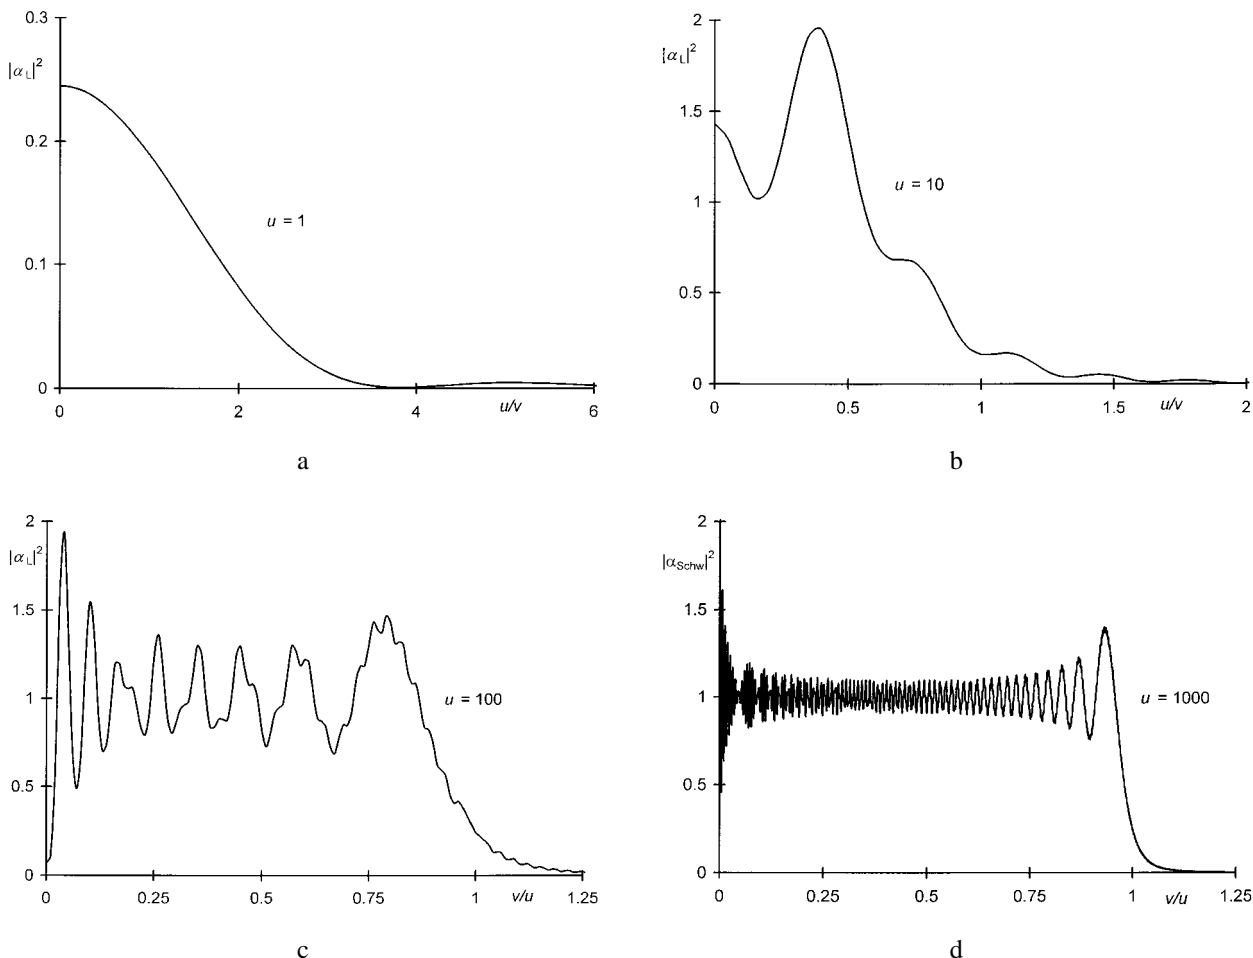 0.3
|α_L|²
0.2
0.1
0
u = 1
0 2 4 u/v 6
a
2
|α_L|²
1.5
1
0.5
0
u = 10
0 0.5 1 1.5 u/v 2
b
2
|α_L|²
1.5
1
0.5
0
u = 100
0 0.25 0.5 0.75 1 v/u 1.25
c
2
|α_Schw|²
1.5
1
0.5
0
u = 1000
0 0.25 0.5 0.75 1 v/u 1.25
d